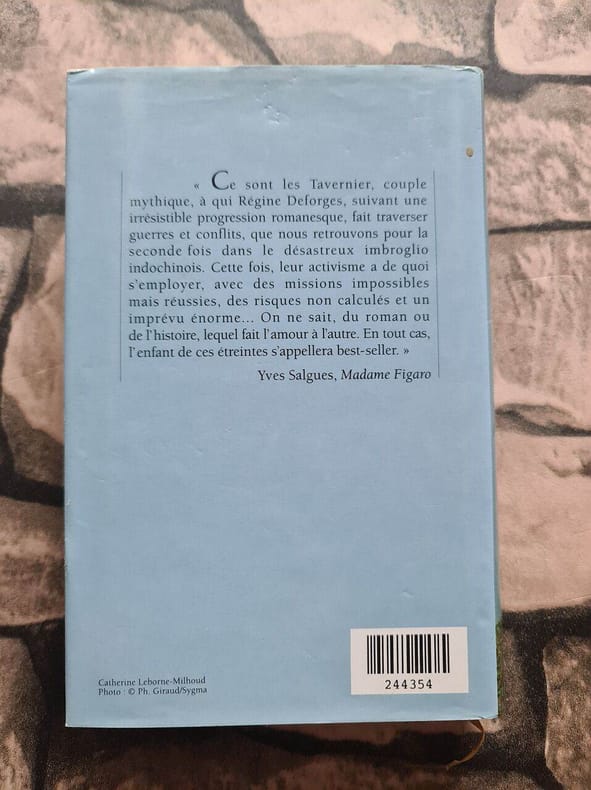 « Ce sont les Tavernier, couple
mythique, à qui Régine Deforges, suivant une
irrésistible progression romanesque, fait traverser
guerres et conflits, que nous retrouvons pour la
seconde fois dans le désastreux imbroglio
indochinois. Cette fois, leur activisme a de quoi
s'employer, avec des missions impossibles
mais réussies, des risques non calculés et un
imprévu énorme... On ne sait, du roman ou
de l'histoire, lequel fait l'amour à l'autre. En tout cas,
l'enfant de ces étreintes s'appellera best-seller. »
Yves Salgues, Madame Figaro
Catherine Leborne-Milhoud
Photo : © Ph. Giraud/Sygma
244354